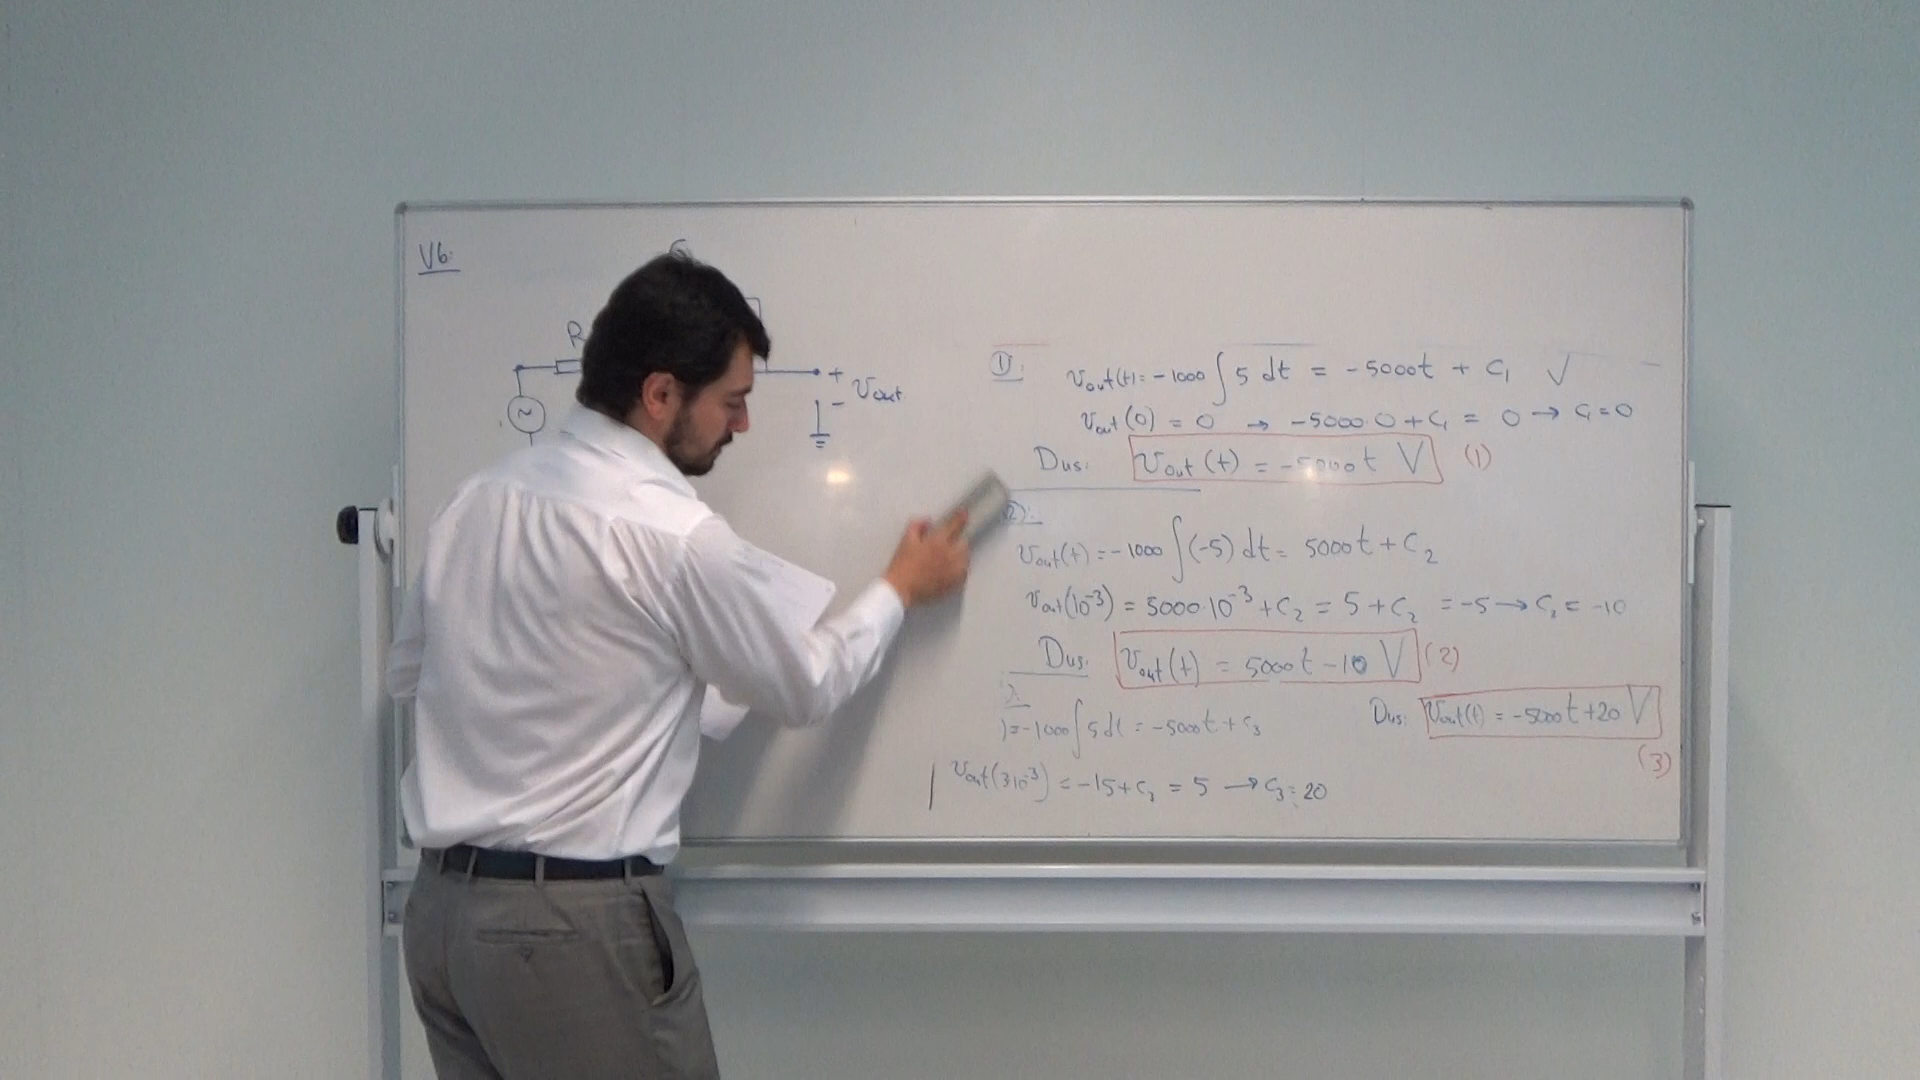 V6:
R
+
~
- Vout
1):
Vout(t) = -1000 ∫ 5 dt = -5000t + C₁ √
Vout(0) = 0 → -5000·0 + C₁ = 0 → C₁ = 0
Dus: Vout(t) = -5000t V (1)
2):
Vout(t) = -1000 ∫ (-5) dt = 5000t + C₂
Vout(10⁻³) = 5000·10⁻³ + C₂ = 5 + C₂ = -5 → C₂ = -10
Dus: Vout(t) = 5000t - 10 V (2)
) = -1000 ∫ 5 dt = -5000t + C₃
Dus: Vout(t) = -5000t + 20 V
(3)
Vout(3·10⁻³) = -15 + C₃ = 5 → C₃ = 20